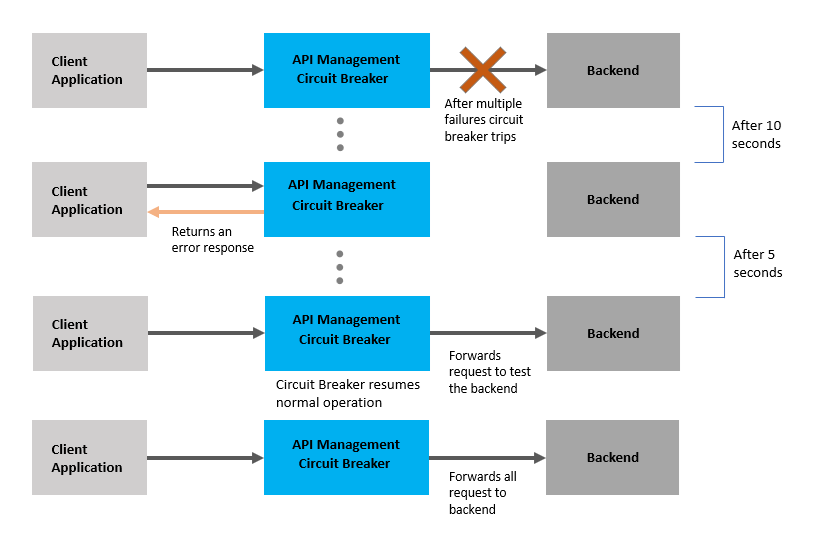 Client
Application
API Management
Circuit Breaker
Backend
After multiple
failures circuit
breaker trips
After 10
seconds
Client
Application
API Management
Circuit Breaker
Backend
Returns an
error response
After 5
seconds
Client
Application
API Management
Circuit Breaker
Backend
Forwards
request to test
the backend
Circuit Breaker resumes
normal operation
Client
Application
API Management
Circuit Breaker
Backend
Forwards all
request to
backend